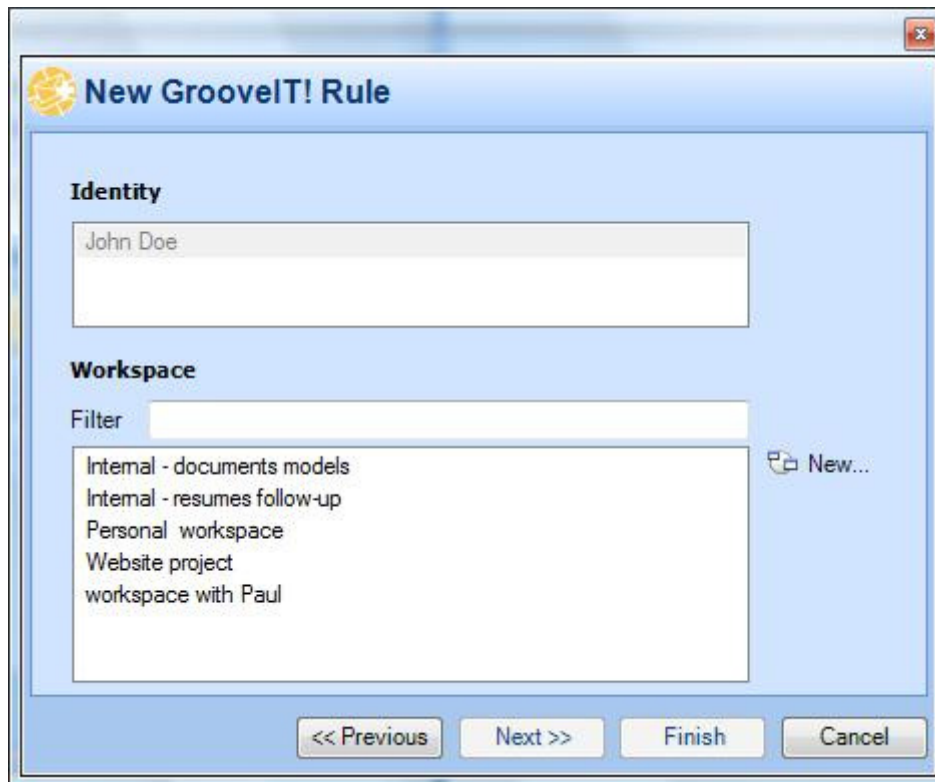 New GrooveIT! Rule
Identity
John Doe
Workspace
Filter
Internal - documents models
New...
Internal - resumes follow-up
Personal  workspace
Website project
workspace with Paul
<< Previous
Next >>
Finish
Cancel